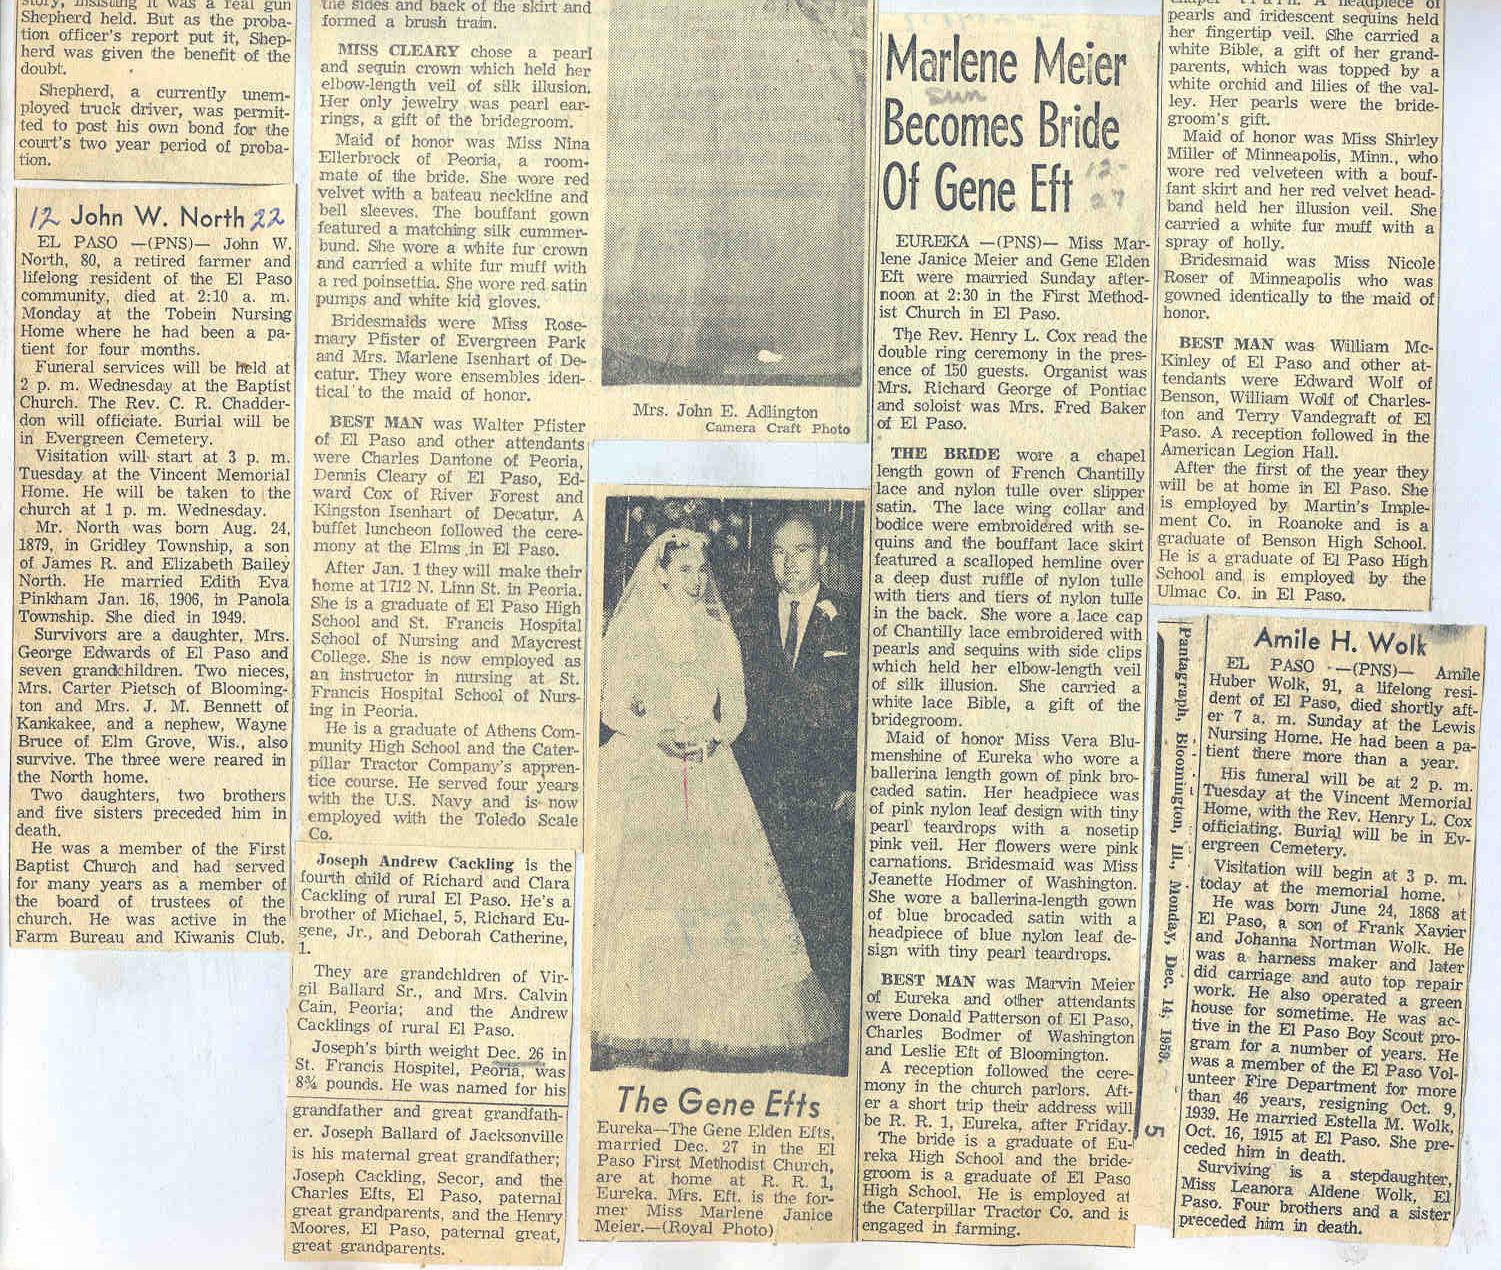 story, insisting it was a real gun
Shepherd held. But as the proba-
tion officer's report put it, Shep-
herd was given the benefit of the
doubt.
Shepherd, a currently unem-
ployed truck driver, was permit-
ted to post his own bond for the
court's two year period of proba-
tion.
12 John W. North 22
EL PASO —(PNS)— John W.
North, 80, a retired farmer and
lifelong resident of the El Paso
community, died at 2:10 a. m.
Monday at the Tobein Nursing
Home where he had been a pa-
tient for four months.
Funeral services will be held at
2 p. m. Wednesday at the Baptist
Church. The Rev. C. R. Chadder-
don will officiate. Burial will be
in Evergreen Cemetery.
Visitation will start at 3 p. m.
Tuesday at the Vincent Memorial
Home. He will be taken to the
church at 1 p. m. Wednesday.
Mr. North was born Aug. 24,
1879, in Gridley Township, a son
of James R. and Elizabeth Bailey
North. He married Edith Eva
Pinkham Jan. 16, 1906, in Panola
Township. She died in 1949.
Survivors are a daughter, Mrs.
George Edwards of El Paso and
seven grandchildren. Two nieces,
Mrs. Carter Pietsch of Blooming-
ton and Mrs. J. M. Bennett of
Kankakee, and a nephew, Wayne
Bruce of Elm Grove, Wis., also
survive. The three were reared in
the North home.
Two daughters, two brothers
and five sisters preceded him in
death.
He was a member of the First
Baptist Church and had served
for many years as a member of
the board of trustees of the
church. He was active in the
Farm Bureau and Kiwanis Club.
the sides and back of the skirt and
formed a brush train.
MISS CLEARY chose a pearl
and sequin crown which held her
elbow-length veil of silk illusion.
Her only jewelry was pearl ear-
rings, a gift of the bridegroom.
Maid of honor was Miss Nina
Ellerbrock of Peoria, a room-
mate of the bride. She wore red
velvet with a bateau neckline and
bell sleeves. The bouffant gown
featured a matching silk cummer-
bund. She wore a white fur crown
and carried a white fur muff with
a red poinsettia. She wore red satin
pumps and white kid gloves.
Bridesmaids were Miss Rose-
mary Pfister of Evergreen Park
and Mrs. Marlene Isenhart of De-
catur. They wore ensembles iden-
tical to the maid of honor.
BEST MAN was Walter Pfister
of El Paso and other attendants
were Charles Dantone of Peoria,
Dennis Cleary of El Paso, Ed-
ward Cox of River Forest and
Kingston Isenhart of Decatur. A
buffet luncheon followed the cere-
mony at the Elms in El Paso.
After Jan. 1 they will make their
home at 1712 N. Linn St. in Peoria.
She is a graduate of El Paso High
School and St. Francis Hospital
School of Nursing and Maycrest
College. She is now employed as
an instructor in nursing at St.
Francis Hospital School of Nurs-
ing in Peoria.
He is a graduate of Athens Com-
munity High School and the Cater-
pillar Tractor Company's appren-
tice course. He served four years
with the U.S. Navy and is now
employed with the Toledo Scale
Co.
Joseph Andrew Cackling is the
fourth child of Richard and Clara
Cackling of rural El Paso. He's a
brother of Michael, 5, Richard Eu-
gene, Jr., and Deborah Catherine,
1.
They are grandchldren of Vir-
gil Ballard Sr., and Mrs. Calvin
Cain, Peoria; and the Andrew
Cacklings of rural El Paso.
Joseph's birth weight Dec. 26 in
St. Francis Hospitel, Peoria, was
8¾ pounds. He was named for his
grandfather and great grandfath-
er. Joseph Ballard of Jacksonville
is his maternal great grandfather;
Joseph Cackling, Secor, and the
Charles Efts, El Paso, paternal
great grandparents, and the Henry
Moores, El Paso, paternal great,
great grandparents.
Mrs. John E. Adlington
Camera Craft Photo
The Gene Efts
Eureka—The Gene Elden Efts,
married Dec. 27 in the El
Paso First Methodist Church,
are at home at R. R. 1,
Eureka. Mrs. Eft. is the for-
mer Miss Marlene Janice
Meier.—(Royal Photo)
Marlene Meier
Sun
Becomes Bride
Of Gene Eft
12-
27
EUREKA —(PNS)— Miss Mar-
lene Janice Meier and Gene Elden
Eft were married Sunday after-
noon at 2:30 in the First Method-
ist Church in El Paso.
The Rev. Henry L. Cox read the
double ring ceremony in the pres-
ence of 150 guests. Organist was
Mrs. Richard George of Pontiac
and soloist was Mrs. Fred Baker
of El Paso.
THE BRIDE wore a chapel
length gown of French Chantilly
lace and nylon tulle over slipper
satin. The lace wing collar and
bodice were embroidered with se-
quins and the bouffant lace skirt
featured a scalloped hemline over
a deep dust ruffle of nylon tulle
with tiers and tiers of nylon tulle
in the back. She wore a lace cap
of Chantilly lace embroidered with
pearls and sequins with side clips
which held her elbow-length veil
of silk illusion. She carried a
white lace Bible, a gift of the
bridegroom.
Maid of honor Miss Vera Blu-
menshine of Eureka who wore a
ballerina length gown of pink bro-
caded satin. Her headpiece was
of pink nylon leaf design with tiny
pearl teardrops with a nosetip
pink veil. Her flowers were pink
carnations. Bridesmaid was Miss
Jeanette Hodmer of Washington.
She wore a ballerina-length gown
of blue brocaded satin with a
headpiece of blue nylon leaf de-
sign with tiny pearl teardrops.
BEST MAN was Marvin Meier
of Eureka and other attendants
were Donald Patterson of El Paso,
Charles Bodmer of Washington
and Leslie Eft of Bloomington.
A reception followed the cere-
mony in the church parlors. Aft-
er a short trip their address will
be R. R. 1, Eureka, after Friday.
The bride is a graduate of Eu-
reka High School and the bride-
groom is a graduate of El Paso
High School. He is employed at
the Caterpillar Tractor Co. and is
engaged in farming.
headpiece of
pearls and iridescent sequins held
her fingertip veil. She carried a
white Bible, a gift of her grand-
parents, which was topped by a
white orchid and lilies of the val-
ley. Her pearls were the bride-
groom's gift.
Maid of honor was Miss Shirley
Miller of Minneapolis, Minn., who
wore red velveteen with a bouf-
fant skirt and her red velvet head-
band held her illusion veil. She
carried a white fur muff with a
spray of holly.
Bridesmaid was Miss Nicole
Roser of Minneapolis who was
gowned identically to the maid of
honor.
BEST MAN was William Mc-
Kinley of El Paso and other at-
tendants were Edward Wolf of
Benson, William Wolf of Charles-
ton and Terry Vandegraft of El
Paso. A reception followed in the
American Legion Hall.
After the first of the year they
will be at home in El Paso. She
is employed by Martin's Imple-
ment Co. in Roanoke and is a
graduate of Benson High School.
He is a graduate of El Paso High
School and is employed by the
Ulmac Co. in El Paso.
Pantagraph, Bloomington, Ill., Monday, Dec. 14, 1959. 5
Amile H. Wolk
EL PASO —(PNS)— Amile
Huber Wolk, 91, a lifelong resi-
dent of El Paso, died shortly aft-
er 7 a. m. Sunday at the Lewis
Nursing Home. He had been a pa-
tient there more than a year.
His funeral will be at 2 p. m.
Tuesday at the Vincent Memorial
Home, with the Rev. Henry L. Cox
officiating. Burial will be in Ev-
ergreen Cemetery.
Visitation will begin at 3 p. m.
today at the memorial home.
He was born June 24, 1868 at
El Paso, a son of Frank Xavier
and Johanna Nortman Wolk. He
was a harness maker and later
did carriage and auto top repair
work. He also operated a green
house for sometime. He was ac-
tive in the El Paso Boy Scout pro-
gram for a number of years. He
was a member of the El Paso Vol-
unteer Fire Department for more
than 46 years, resigning Oct. 9,
1939. He married Estella M. Wolk,
Oct. 16, 1915 at El Paso. She pre-
ceded him in death.
Surviving is a stepdaughter,
Miss Leanora Aldene Wolk, El
Paso. Four brothers and a sister
preceded him in death.